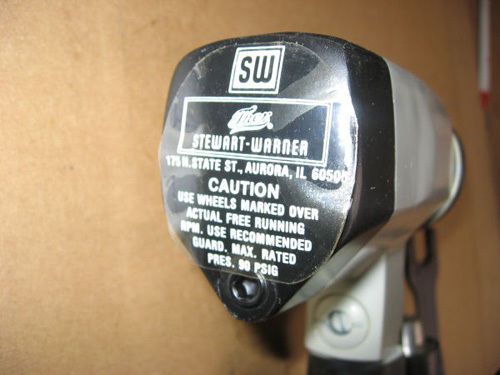 SW
Thor
STEWART-WARNER
175 N. STATE ST., AURORA, IL 60505
CAUTION
USE WHEELS MARKED OVER
ACTUAL FREE RUNNING
RPM. USE RECOMMENDED
GUARD. MAX. RATED
PRES. 90 PSIG